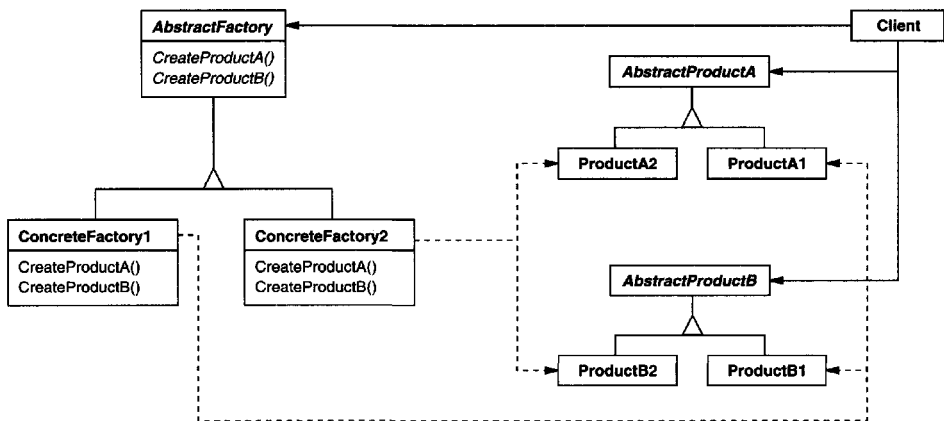 AbstractFactory
CreateProductA()
CreateProductB()
Client
AbstractProductA
ProductA2
ProductA1
ConcreteFactory1
CreateProductA()
CreateProductB()
ConcreteFactory2
CreateProductA()
CreateProductB()
AbstractProductB
ProductB2
ProductB1